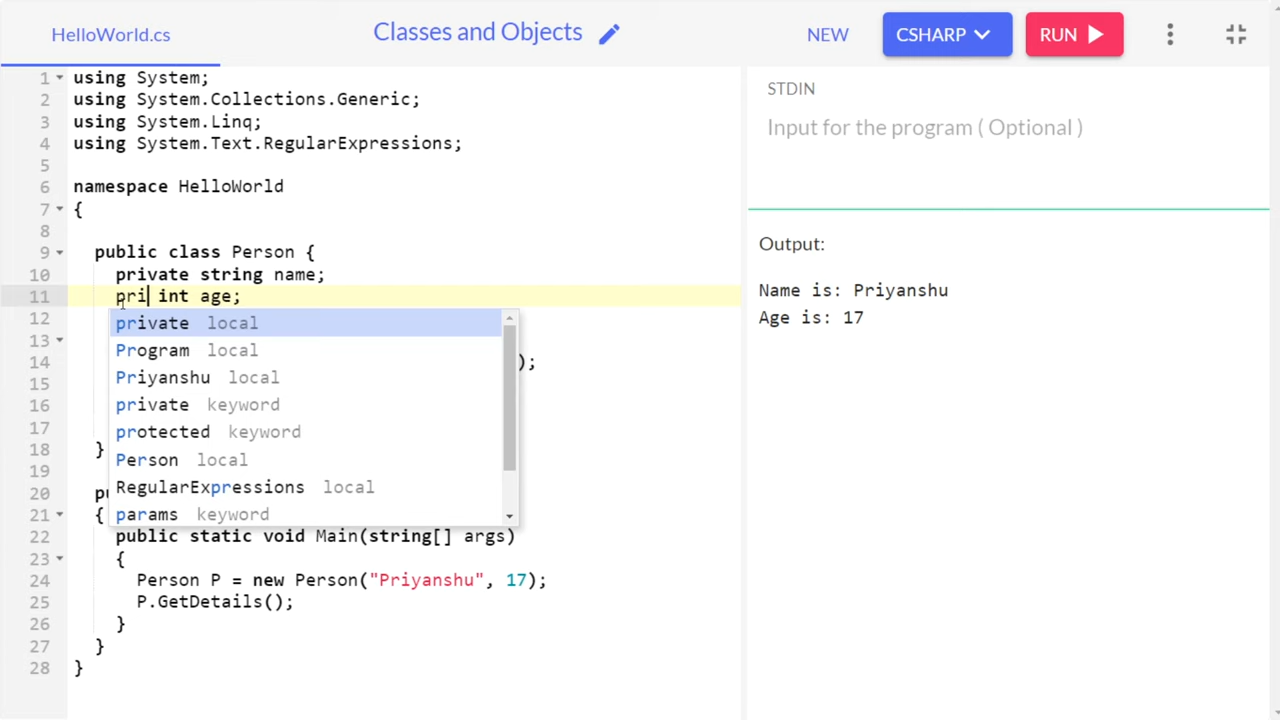 HelloWorld.cs
Classes and Objects
NEW
CSHARP
RUN
1 using System;
2 using System.Collections.Generic;
3 using System.Linq;
4 using System.Text.RegularExpressions;
5
6 namespace HelloWorld
7 {
8
9 public class Person {
10 private string name;
11 pri int age;
12
13
14 );
15
16
17
18 }
19
20 pu
21 {
22 public static void Main(string[] args)
23 {
24 Person P = new Person("Priyanshu", 17);
25 P.GetDetails();
26 }
27 }
28 }
private local
Program local
Priyanshu local
private keyword
protected keyword
Person local
RegularExpressions local
params keyword
STDIN
Input for the program ( Optional )
Output:
Name is: Priyanshu
Age is: 17